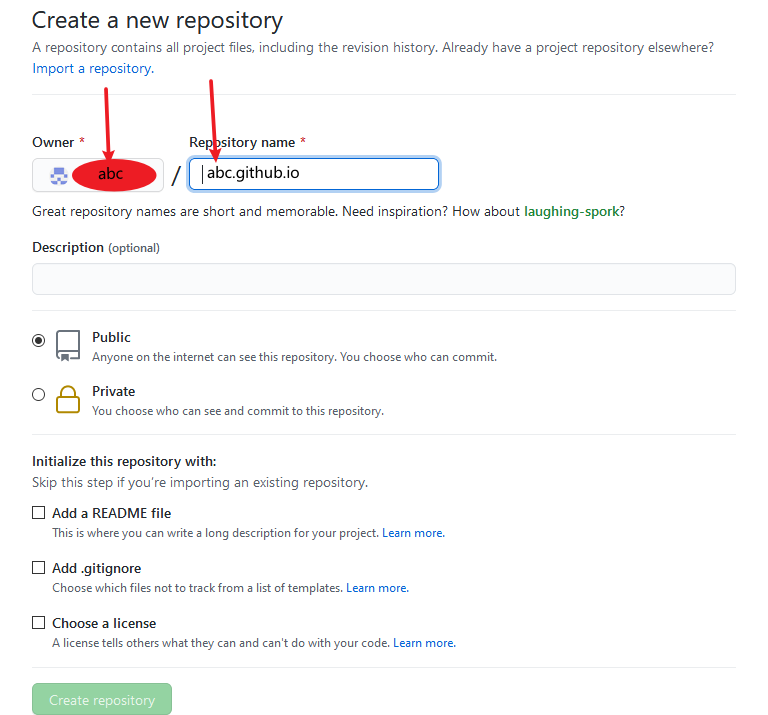 Create a new repository
A repository contains all project files, including the revision history. Already have a project repository elsewhere?
Import a repository.
Owner * Repository name *
abc / abc.github.io
Great repository names are short and memorable. Need inspiration? How about laughing-spork?
Description (optional)
Public
Anyone on the internet can see this repository. You choose who can commit.
Private
You choose who can see and commit to this repository.
Initialize this repository with:
Skip this step if you're importing an existing repository.
Add a README file
This is where you can write a long description for your project. Learn more.
Add .gitignore
Choose which files not to track from a list of templates. Learn more.
Choose a license
A license tells others what they can and can't do with your code. Learn more.
Create repository